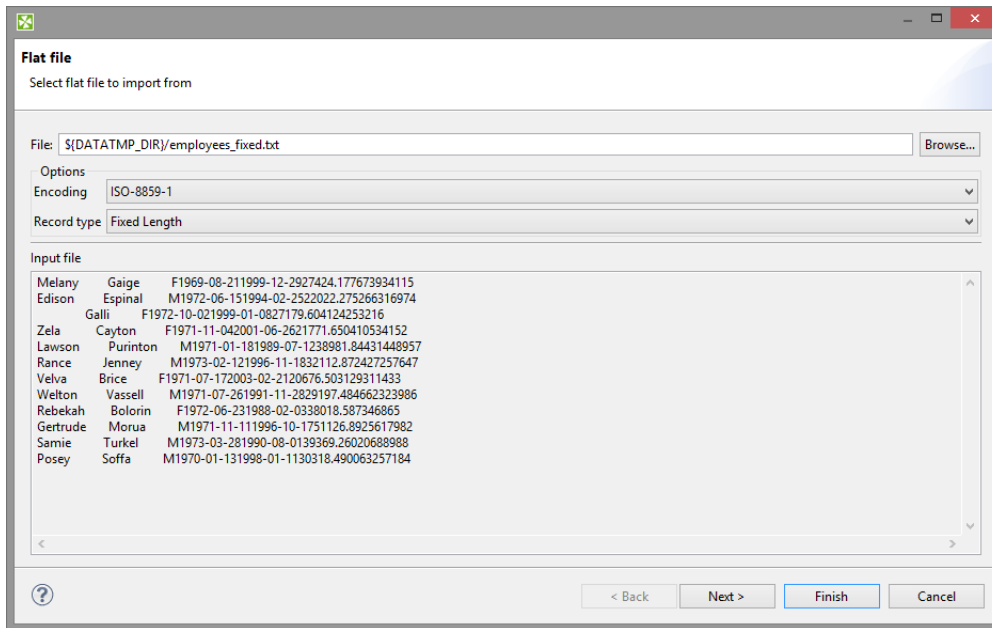 Flat file
Select flat file to import from
File: ${DATATMP_DIR}/employees_fixed.txt Browse...
Options
Encoding ISO-8859-1
Record type Fixed Length
Input file
Melany Gaige F1969-08-211999-12-2927424.177673934115
Edison Espinal M1972-06-151994-02-2522022.275266316974
Galli F1972-10-021999-01-0827179.604124253216
Zela Cayton F1971-11-042001-06-2621771.650410534152
Lawson Purinton M1971-01-181989-07-1238981.84431448957
Rance Jenney M1973-02-121996-11-1832112.872427257647
Velva Brice F1971-07-172003-02-2120676.503129311433
Welton Vassell M1971-07-261991-11-2829197.484662323986
Rebekah Bolorin F1972-06-231988-02-0338018.587346865
Gertrude Morua M1971-11-111996-10-1751126.8925617982
Samie Turkel M1973-03-281990-08-0139369.26020688988
Posey Soffa M1970-01-131998-01-1130318.490063257184
? < Back Next > Finish Cancel